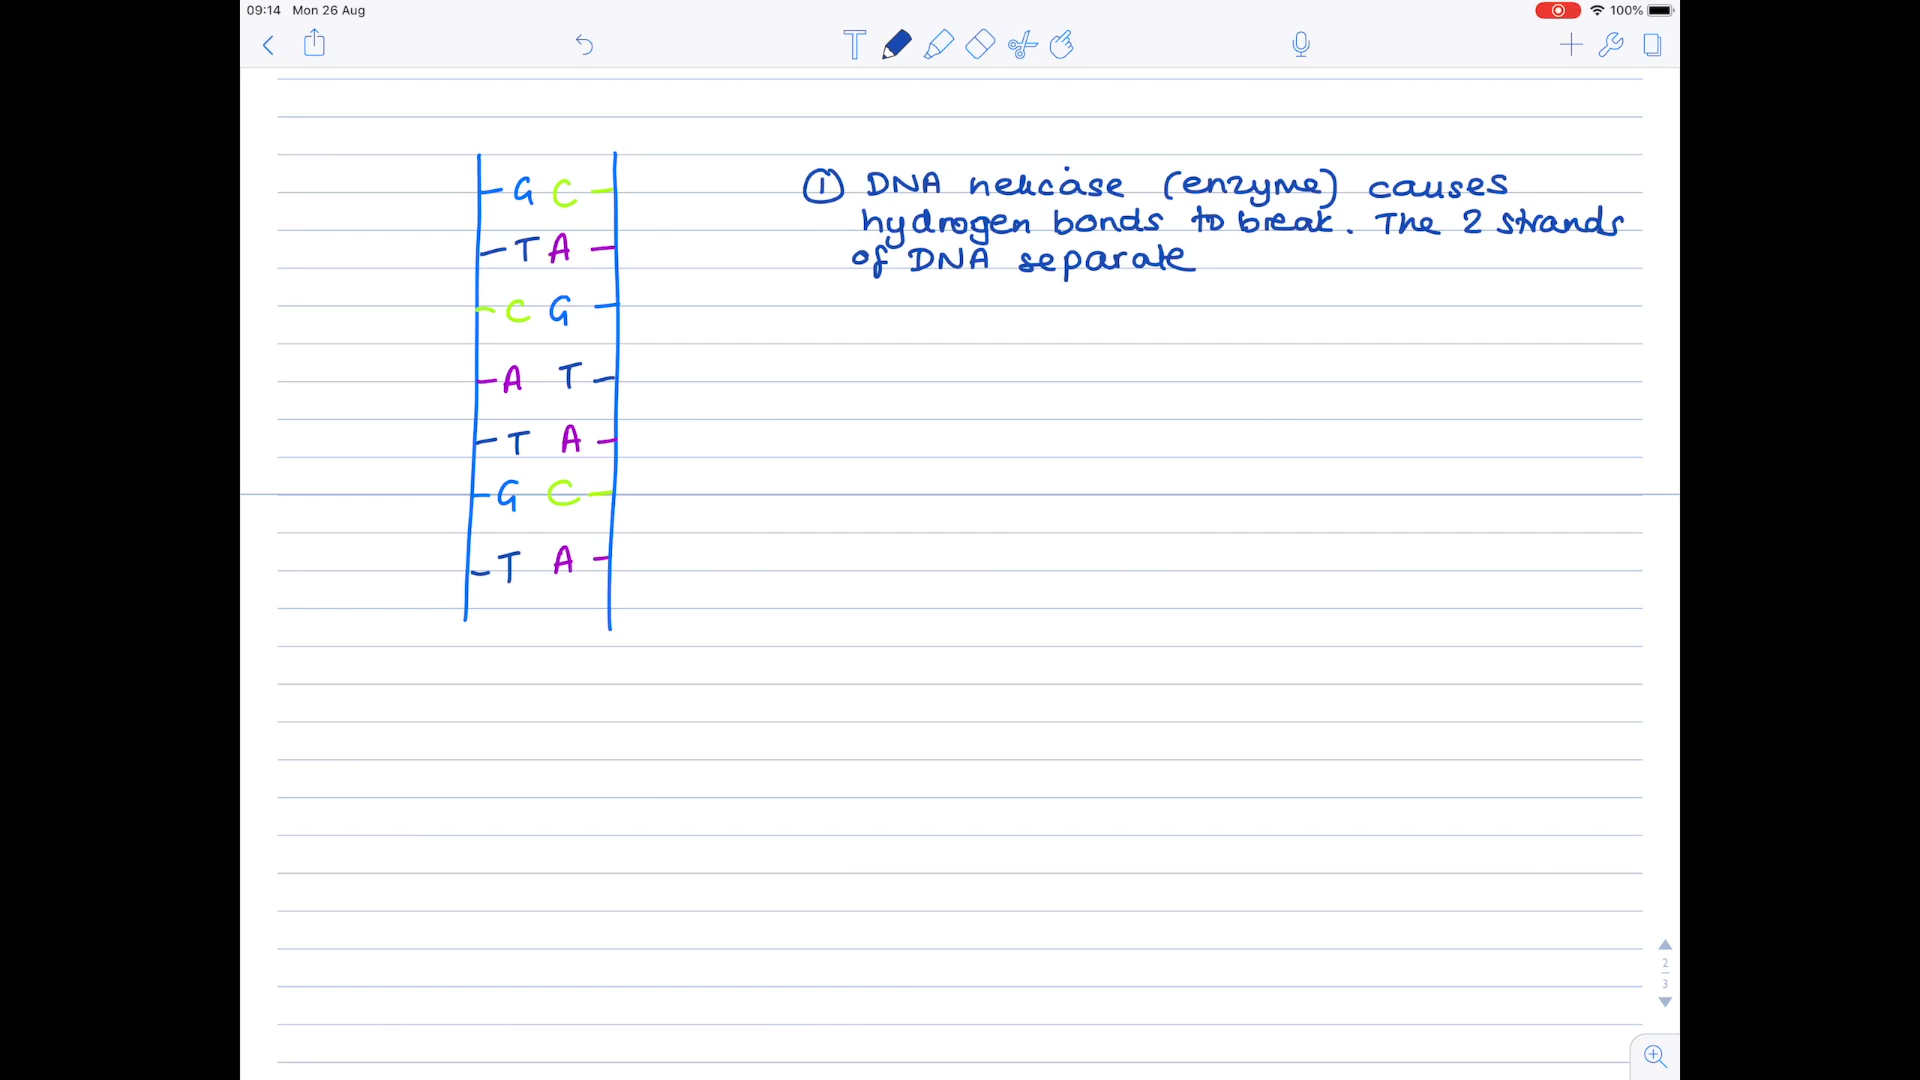 09:14 Mon 26 Aug
100%
T
G C
T A
C G
A T
T A
G C
T A
① DNA helicase (enzyme) causes
hydrogen bonds to break. The 2 strands
of DNA separate
2
3